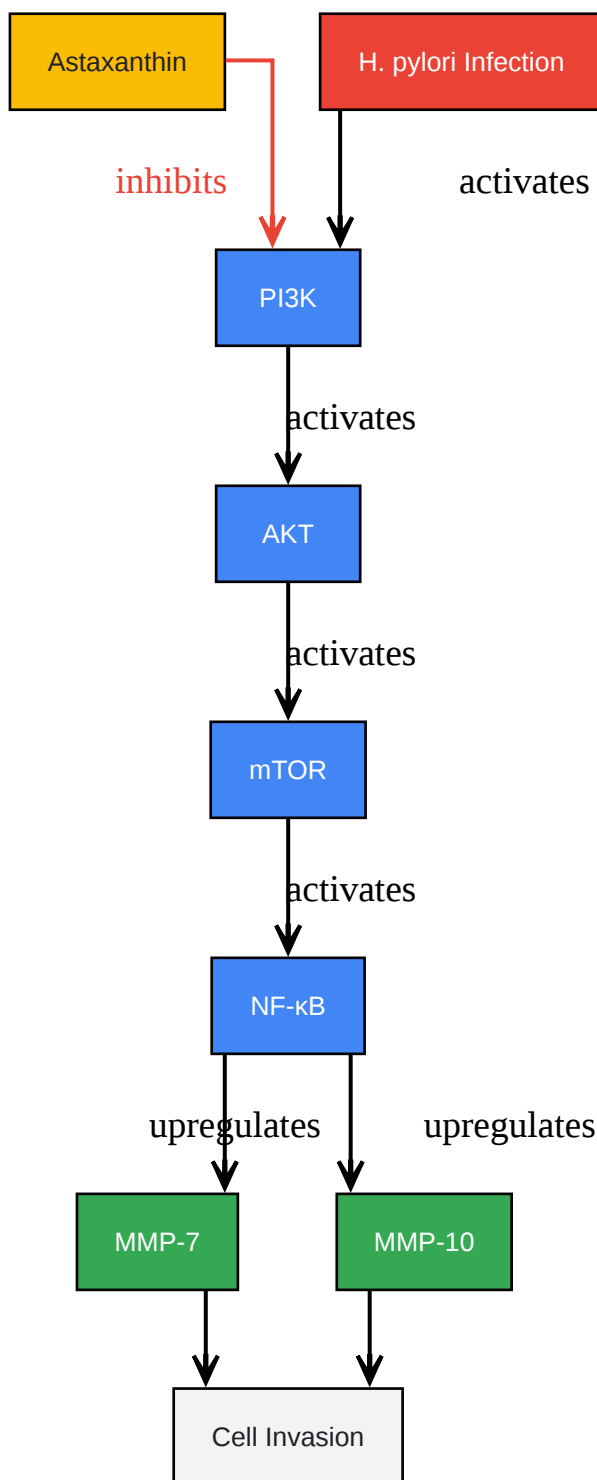 Astaxanthin
H. pylori Infection
inhibits
activates
PI3K
activates
AKT
activates
mTOR
activates
NF-κB
upregulates
upregulates
MMP-7
MMP-10
Cell Invasion